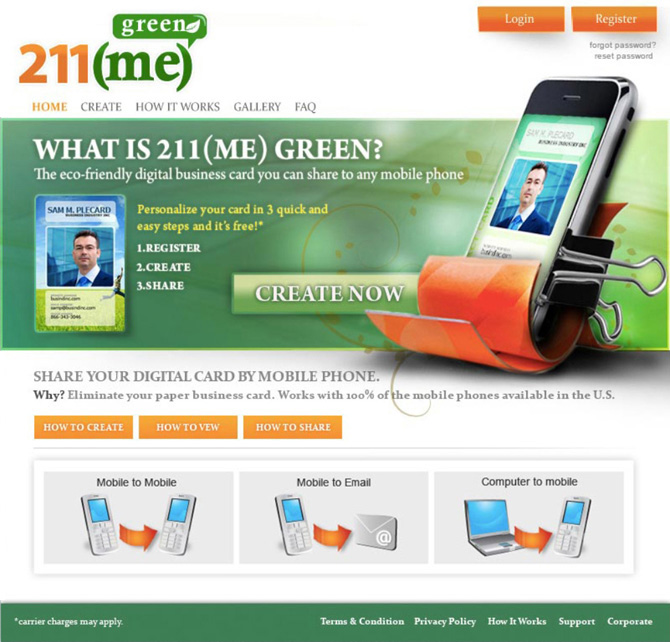 green
211(me)
Login
Register
forgot password?
reset password
HOME CREATE HOW IT WORKS GALLERY FAQ
WHAT IS 211(ME) GREEN?
The eco-friendly digital business card you can share to any mobile phone
SAM M. PLECARD
BUSINESS INDUSTRY INC
Personalize your card in 3 quick and
easy steps and it's free!*
1.REGISTER
2.CREATE
3.SHARE
CREATE NOW
SAM M. PLECARD
BUSINESS INDUSTRY INC
SHARE YOUR DIGITAL CARD BY MOBILE PHONE.
Why? Eliminate your paper business card. Works with 100% of the mobile phones available in the U.S.
HOW TO CREATE
HOW TO VEW
HOW TO SHARE
Mobile to Mobile
Mobile to Email
Computer to mobile
@
*carrier charges may apply.
Terms & Condition Privacy Policy How It Works Support Corporate